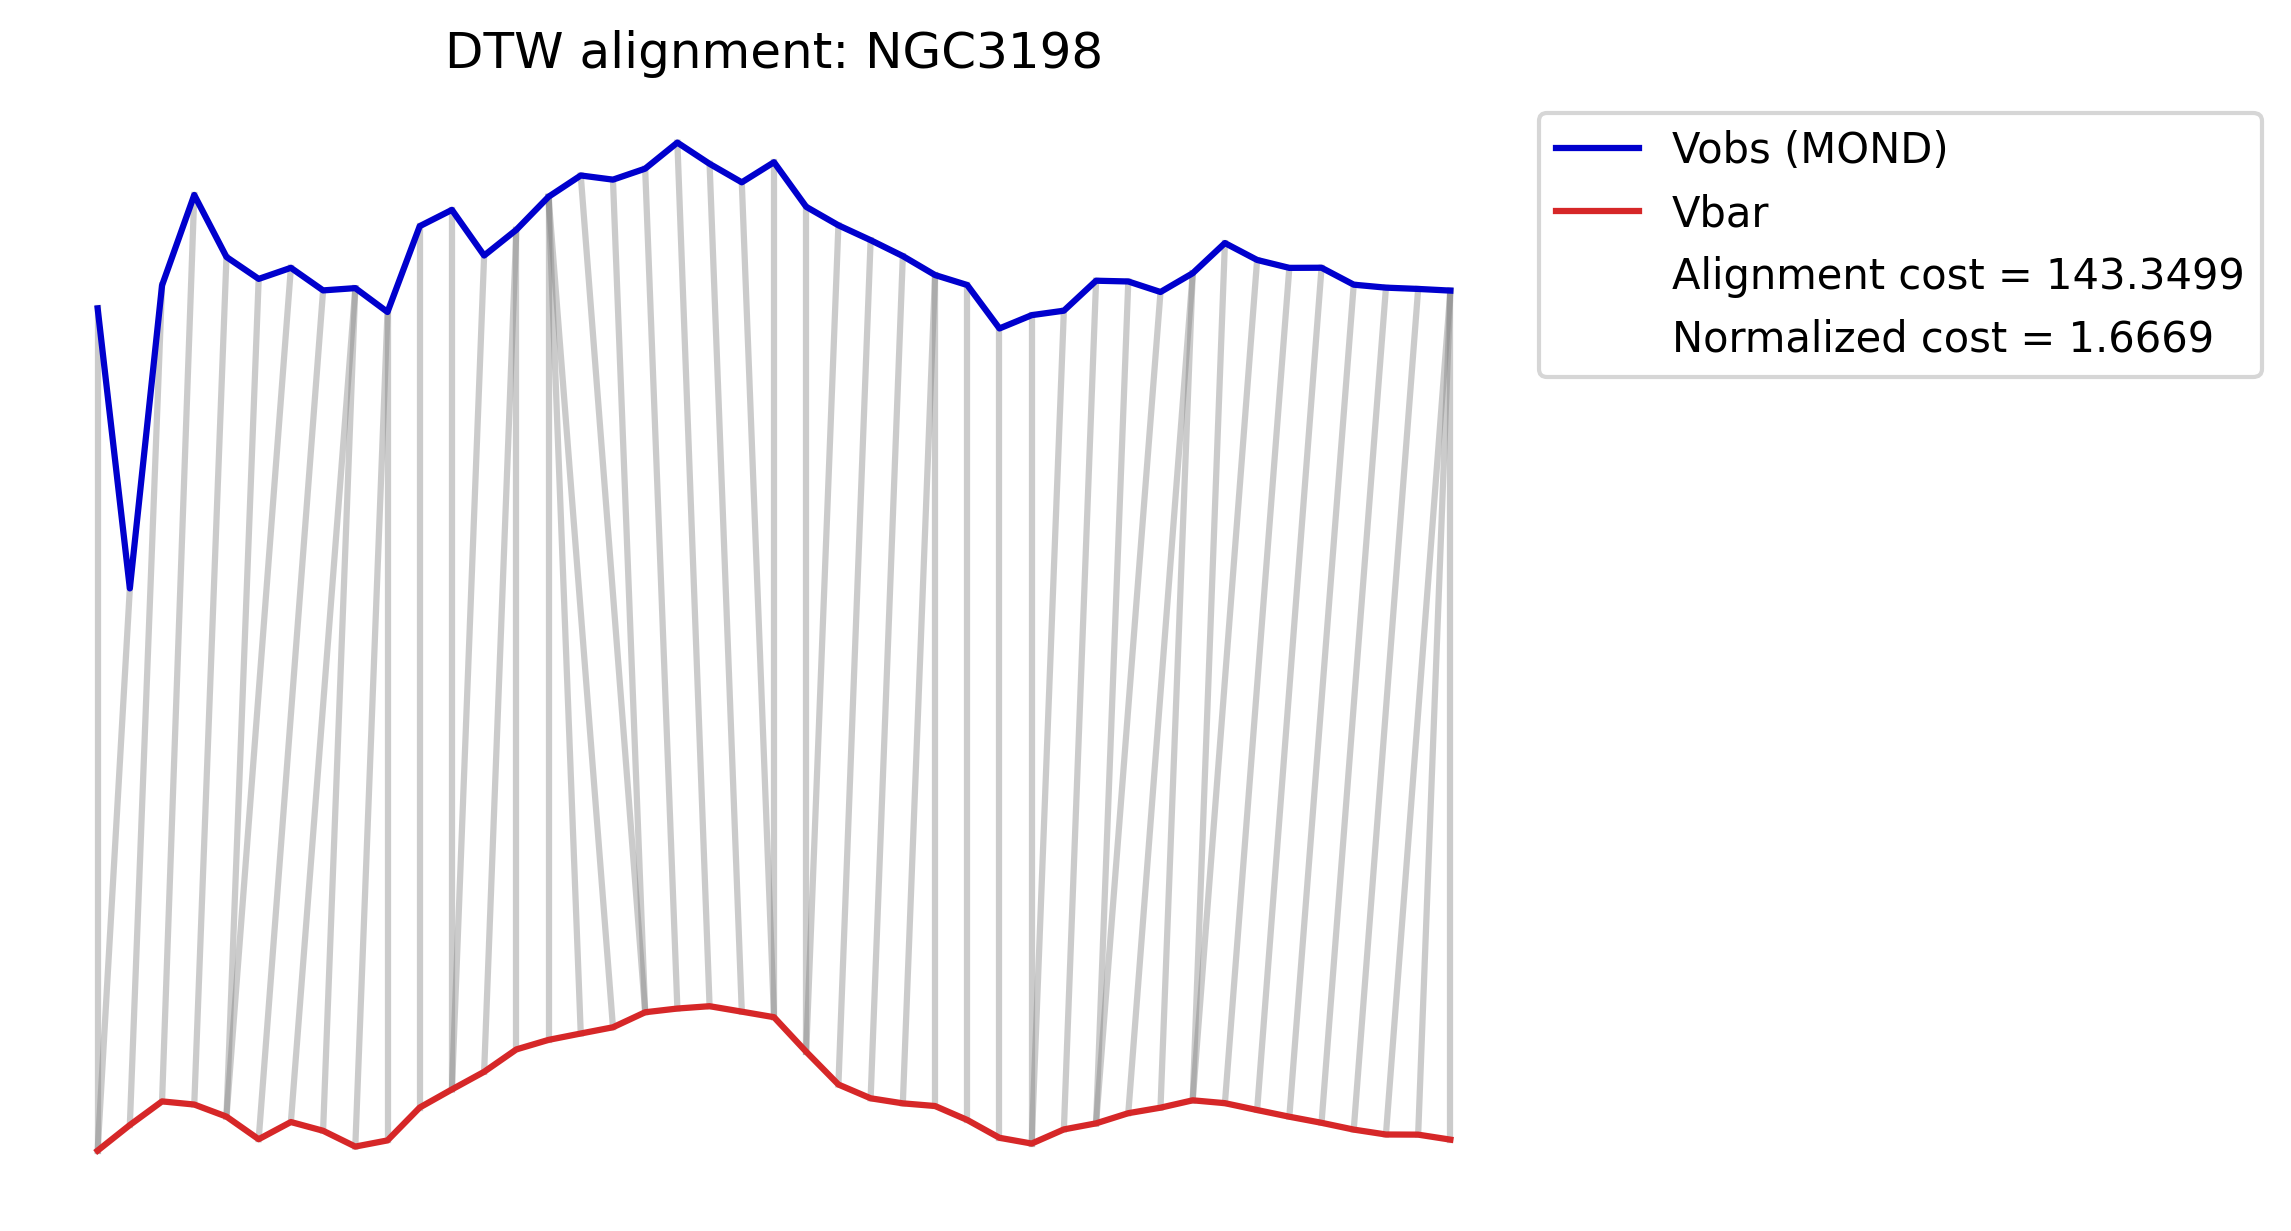 DTW alignment: NGC3198
Vobs (MOND)
Vbar
Alignment cost = 143.3499
Normalized cost = 1.6669